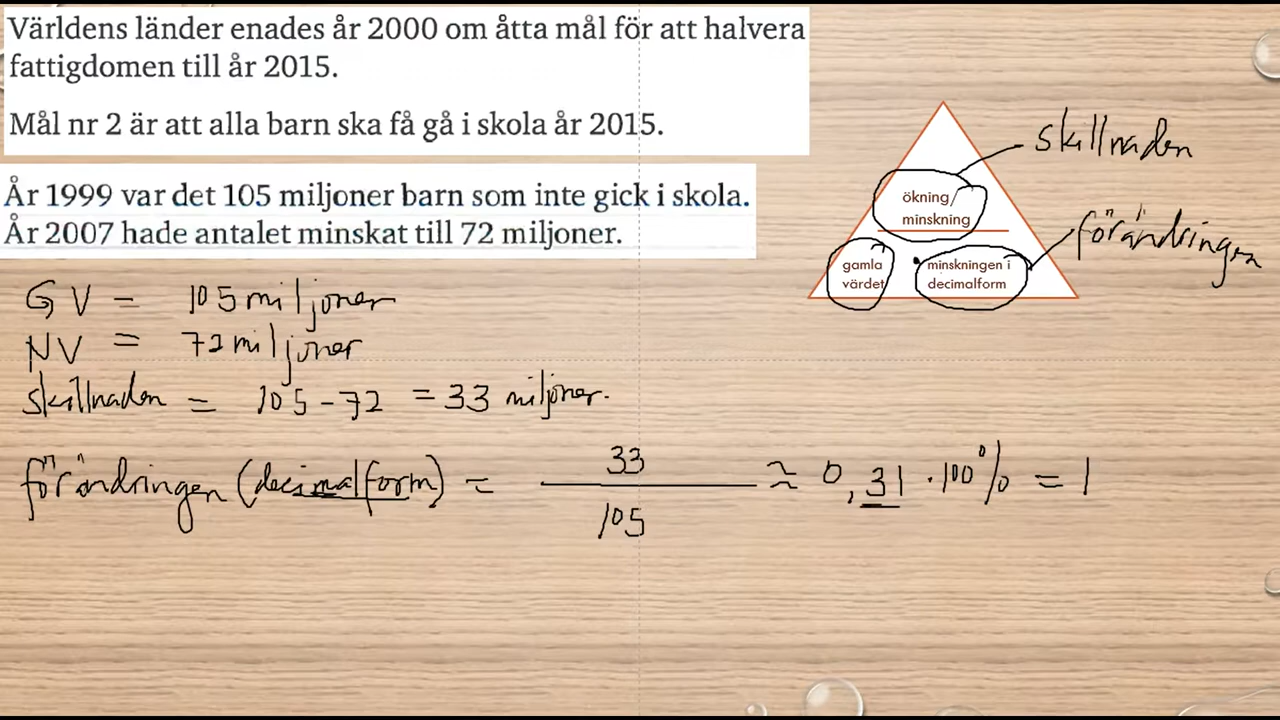 Världens länder enades år 2000 om åtta mål för att halvera
fattigdomen till år 2015.
Mål nr 2 är att alla barn ska få gå i skola år 2015.
År 1999 var det 105 miljoner barn som inte gick i skola.
År 2007 hade antalet minskat till 72 miljoner.
skillnaden
ökning/
minskning
förändringen
gamla
värdet
minskningen i
decimalform
GV = 105 miljoner
NV = 72 miljoner
skillnaden = 105 - 72 = 33 miljoner.
förändringen (decimalform) = 33/105 ≈ 0,31 · 100% = 1